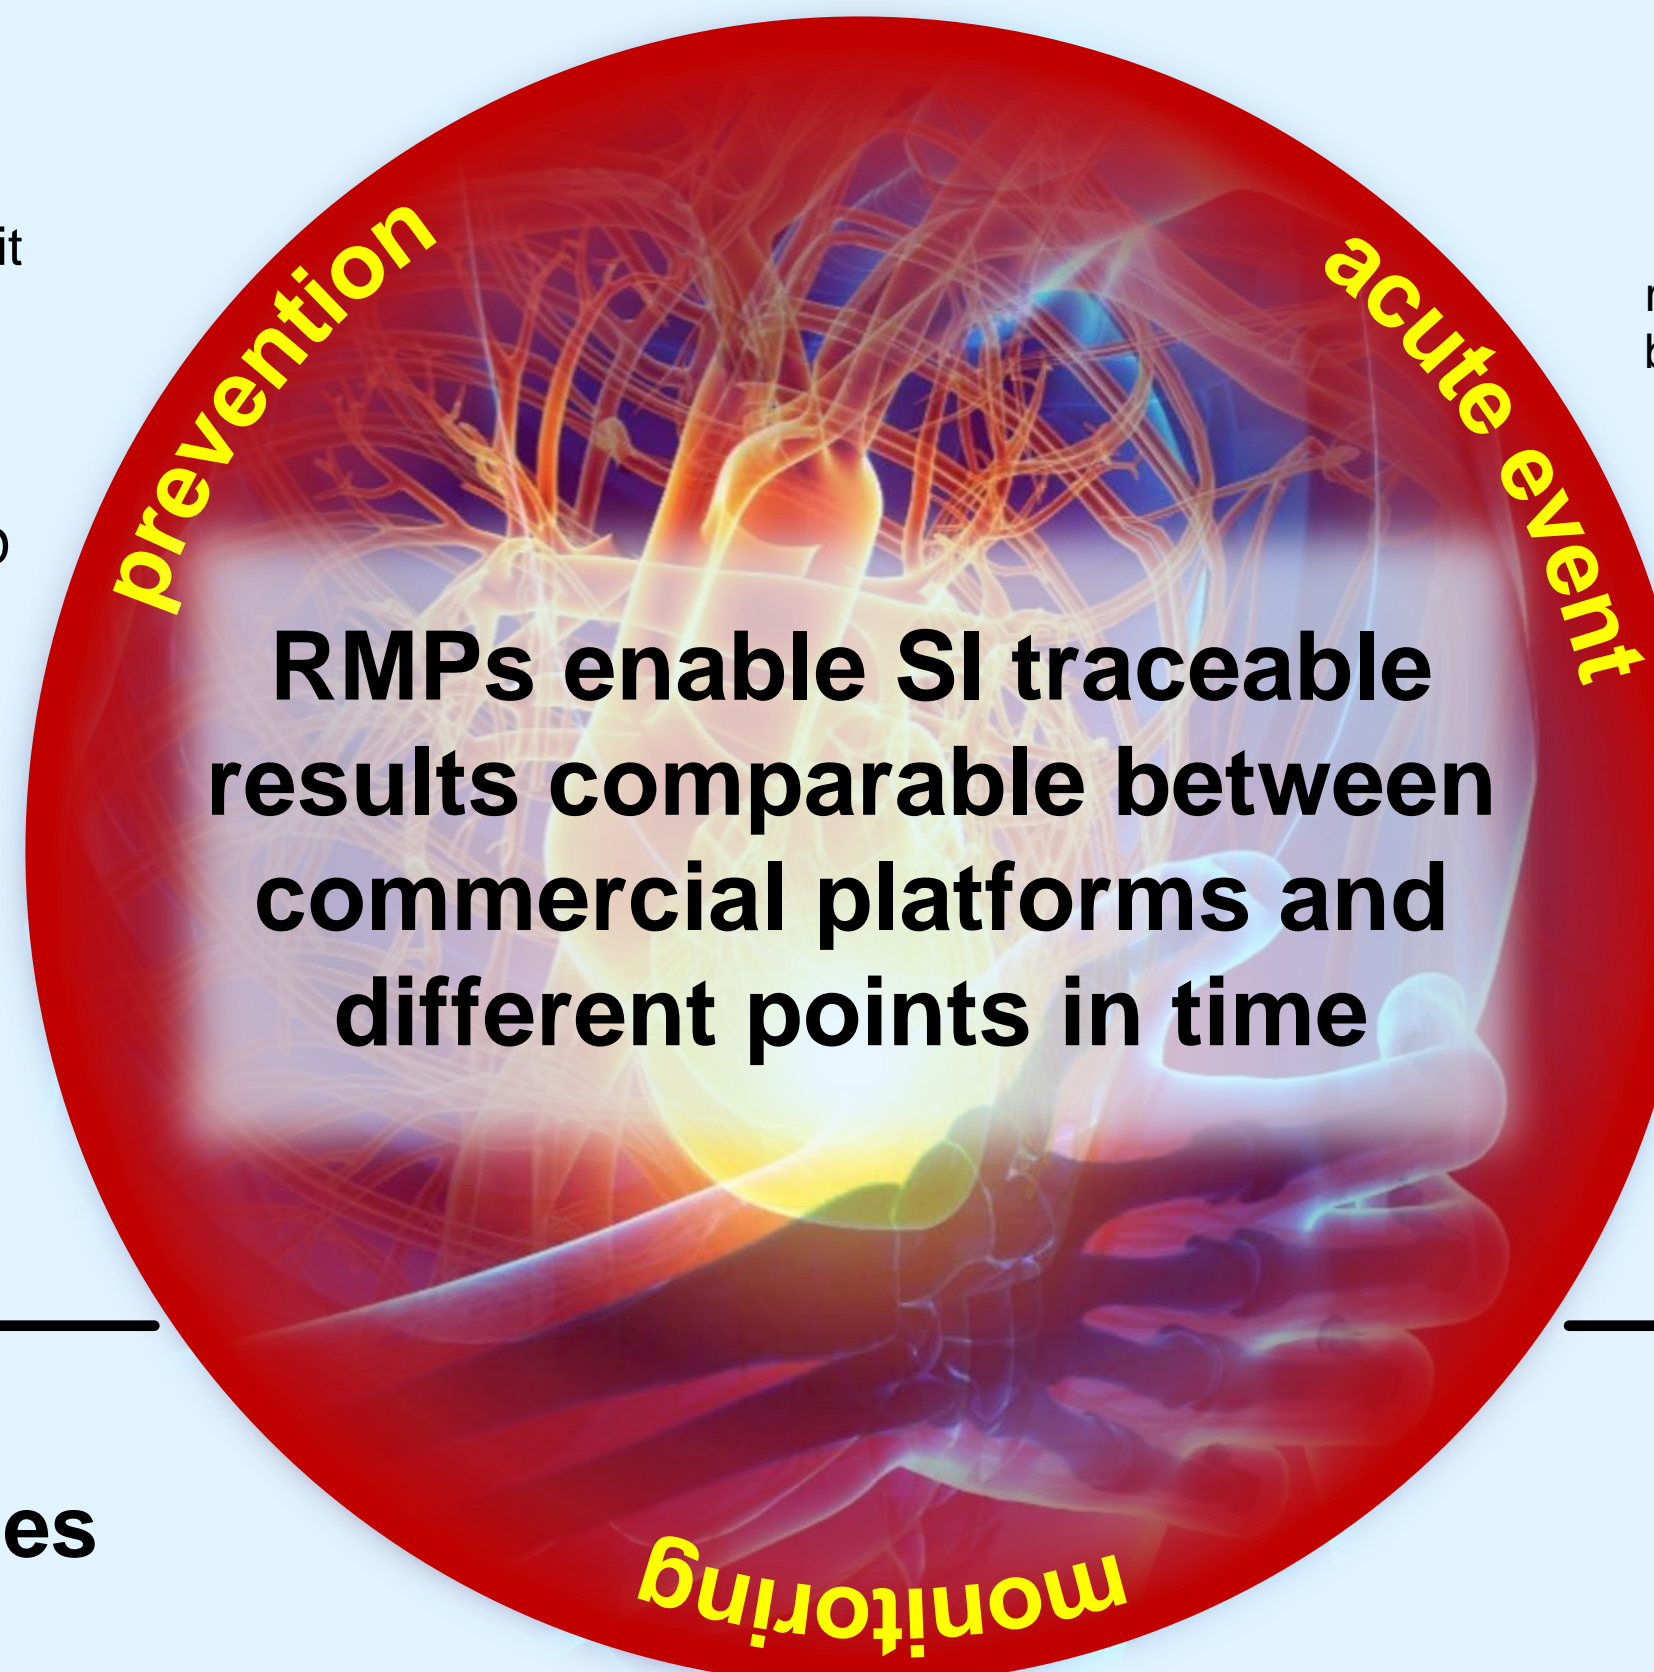 prevention
acute event
it
RMPs enable SI traceable
results comparable between
commercial platforms and
different points in time
es
monitoring